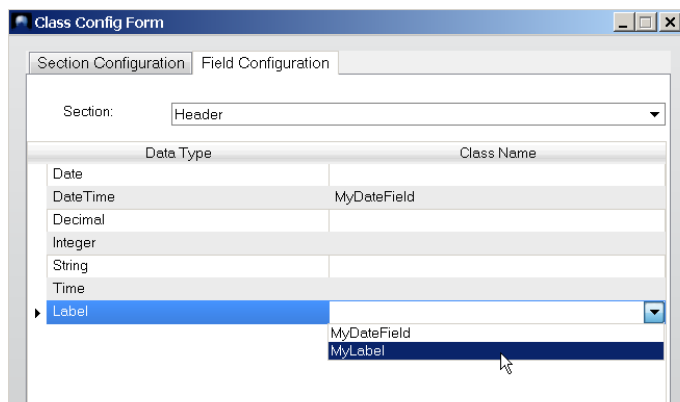 Class Config Form
Section Configuration Field Configuration
Section: Header
Data Type Class Name
Date
DateTime MyDateField
Decimal
Integer
String
Time
Label
MyDateField
MyLabel